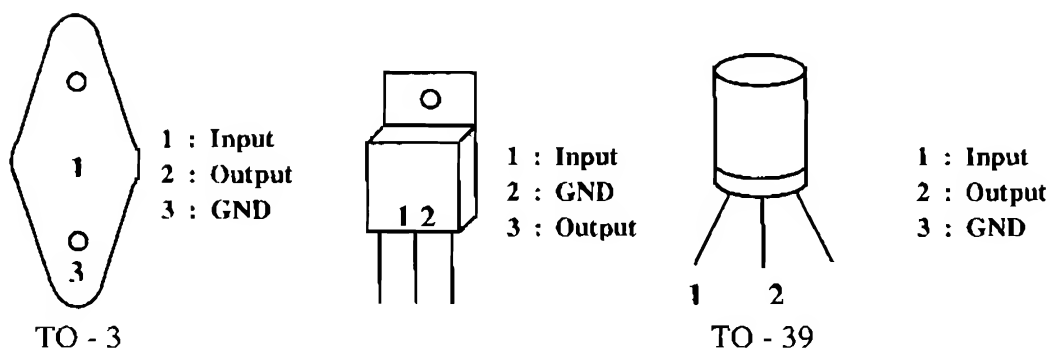 1
3
TO - 3
1 : Input
2 : Output
3 : GND
1 2
1 : Input
2 : GND
3 : Output
1 2
TO - 39
1 : Input
2 : Output
3 : GND